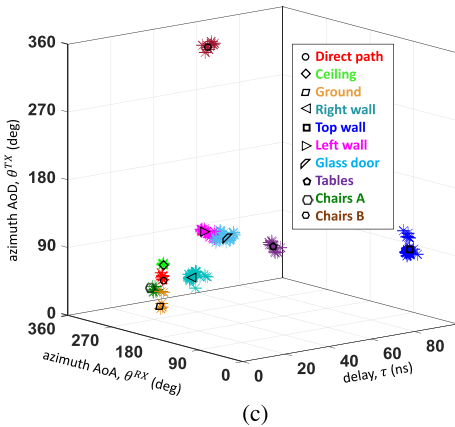 360
270
180
90
0
azimuth AoD, θ^TX (deg)
Direct path
Ceiling
Ground
Right wall
Top wall
Left wall
Glass door
Tables
Chairs A
Chairs B
360
270
180
90
0
azimuth AoA, θ^RX (deg)
0
20
40
60
80
delay, τ (ns)
(c)